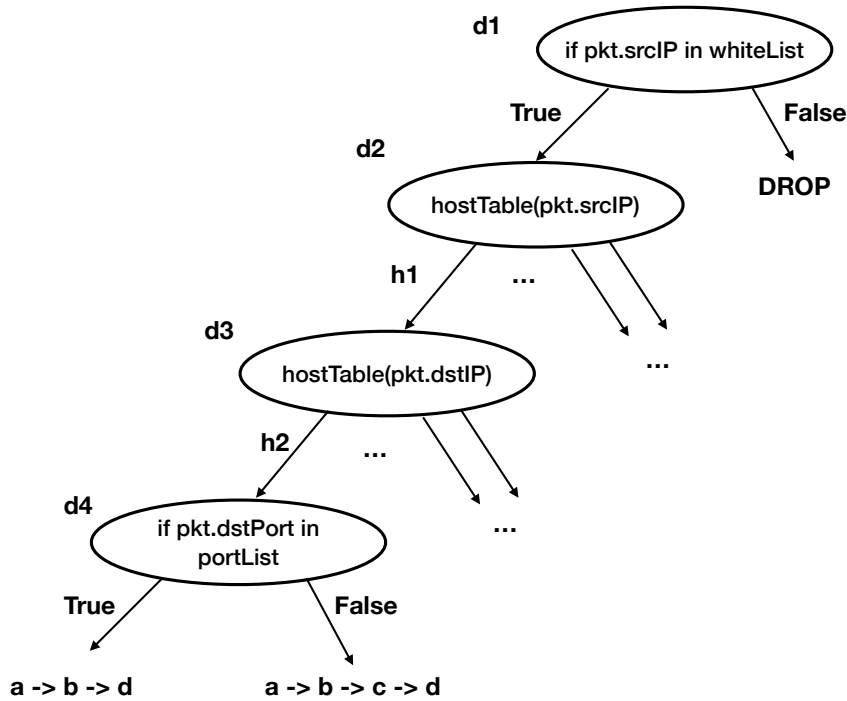 d1
if pkt.srcIP in whiteList
True
False
d2
DROP
hostTable(pkt.srcIP)
h1
...
d3
...
hostTable(pkt.dstIP)
h2
...
d4
...
if pkt.dstPort in
portList
True
False
a -> b -> d
a -> b -> c -> d